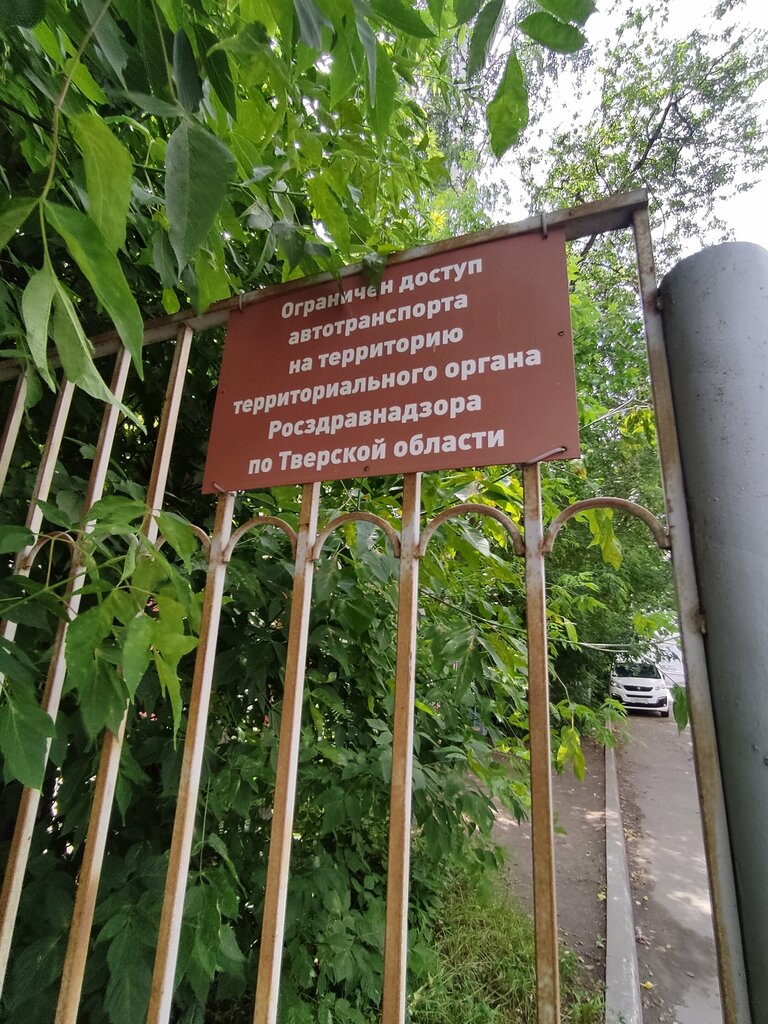 Ограничен доступ
автотранспорта
на территорию
территориального органа
Росздравнадзора
по Тверской области